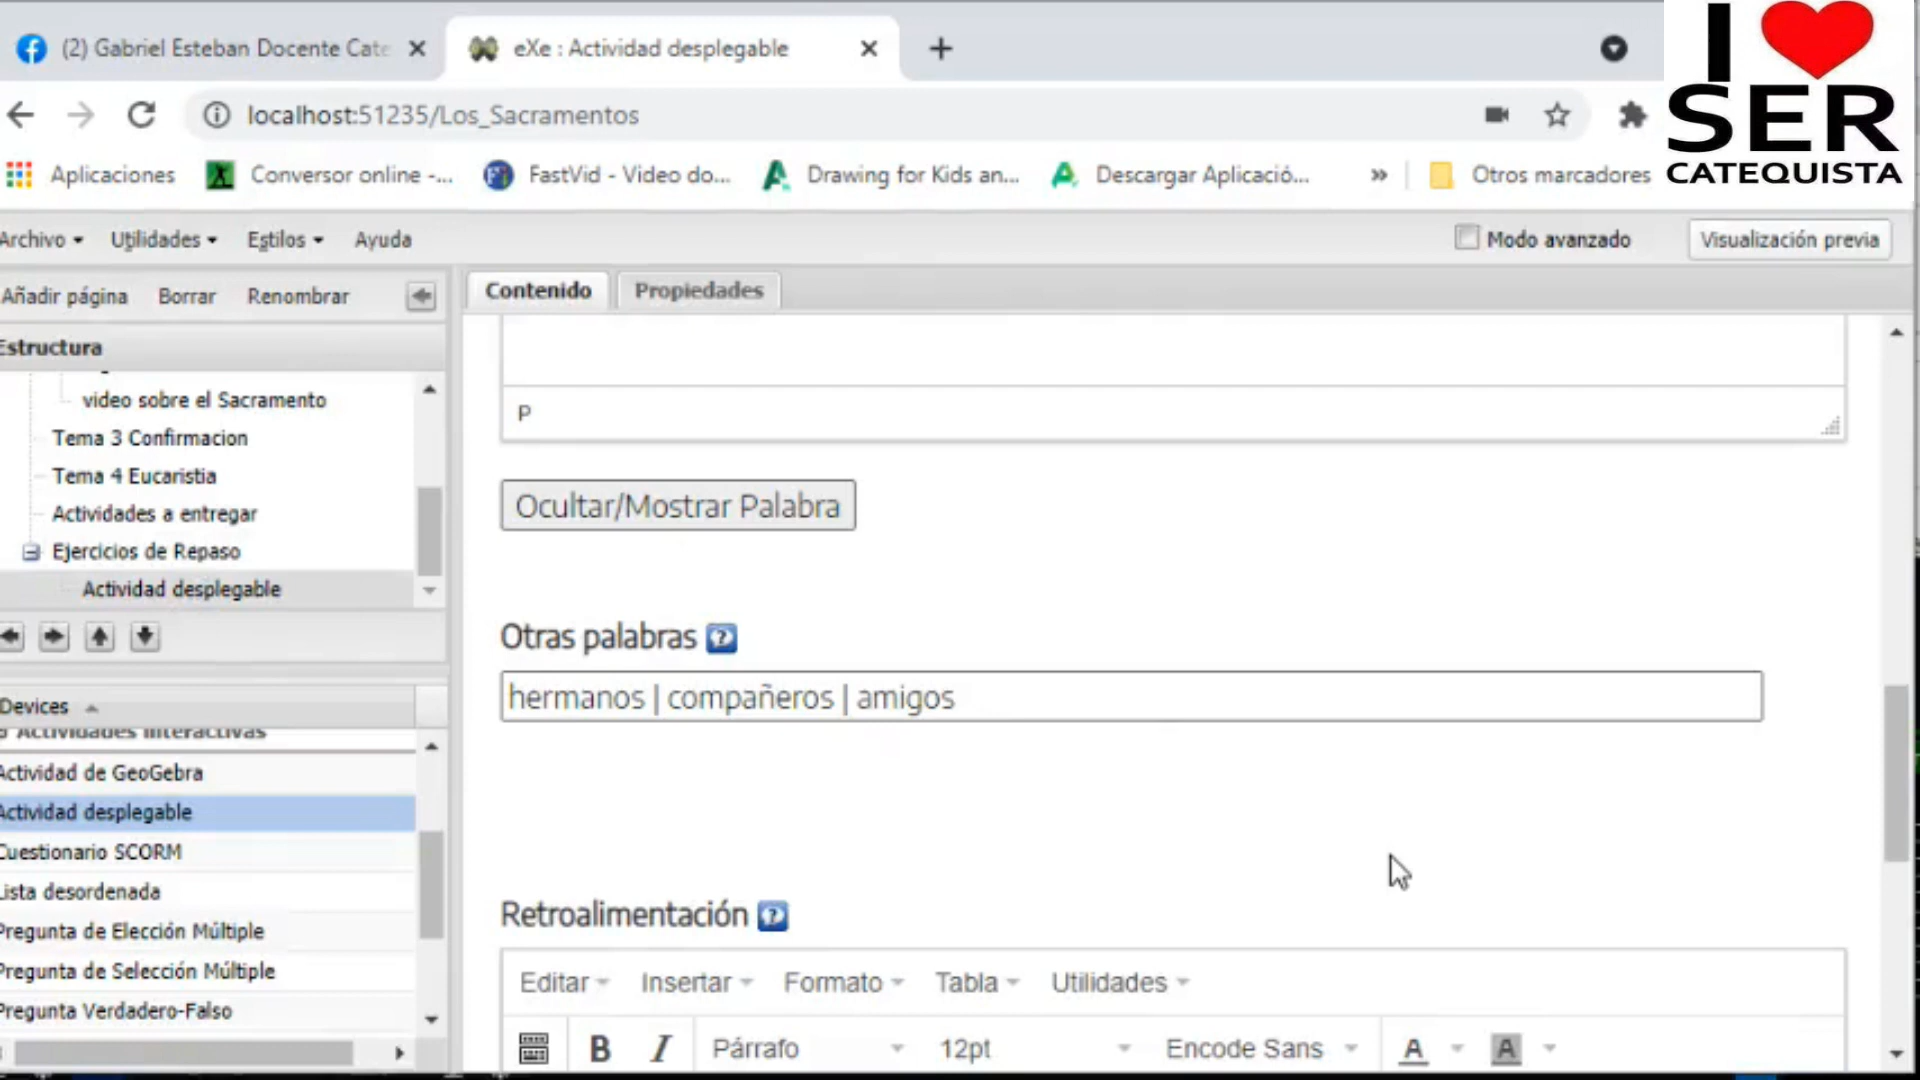 (2) Gabriel Esteban Docente Cate
eXe : Actividad desplegable
I
SER
CATEQUISTA
localhost:51235/Los_Sacramentos
Aplicaciones
Conversor online -...
FastVid - Video do...
Drawing for Kids an...
Descargar Aplicació...
»
Otros marcadores
Archivo
Utilidades
Estilos
Ayuda
Modo avanzado
Visualización previa
Añadir página
Borrar
Renombrar
Contenido
Propiedades
Estructura
video sobre el Sacramento
Tema 3 Confirmacion
Tema 4 Eucaristia
Actividades a entregar
Ejercicios de Repaso
Actividad desplegable
P
Ocultar/Mostrar Palabra
Otras palabras
hermanos | compañeros | amigos
Devices
Actividades Interactivas
Actividad de GeoGebra
Actividad desplegable
Cuestionario SCORM
Lista desordenada
Pregunta de Elección Múltiple
Pregunta de Selección Múltiple
Pregunta Verdadero-Falso
Retroalimentación
Editar
Insertar
Formato
Tabla
Utilidades
B
I
Párrafo
12pt
Encode Sans
A
A